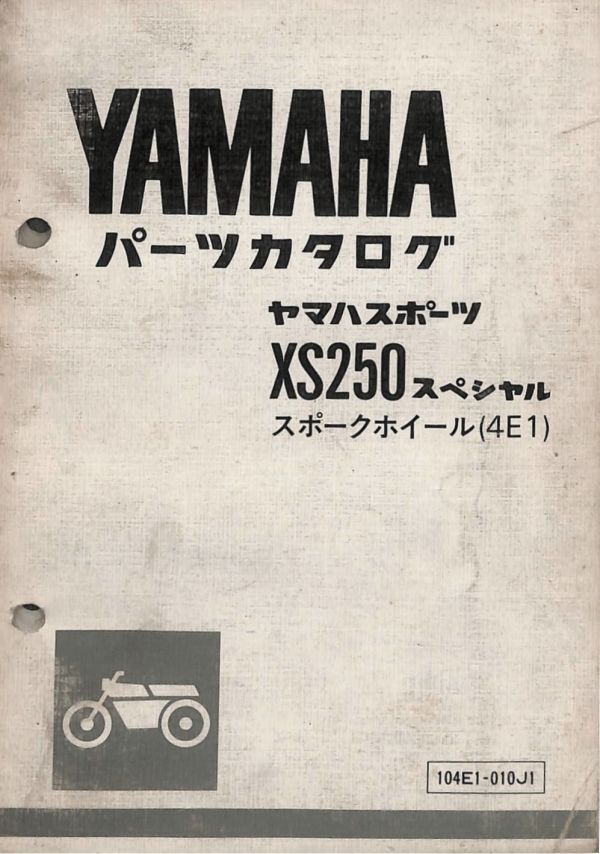 YAMAHA
パーツカタログ
ヤマハスポーツ
XS250スペシャル
スポークホイール(4E1)
104E1-010J1